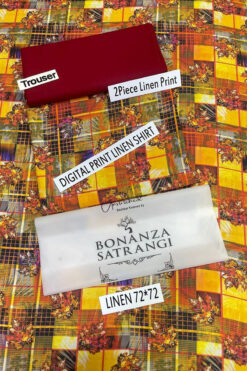 Trouser
2Piece Linen Print
DIGITAL PRINT LINEN SHIRT
BONANZA
SATRANGI
LINEN 72*72